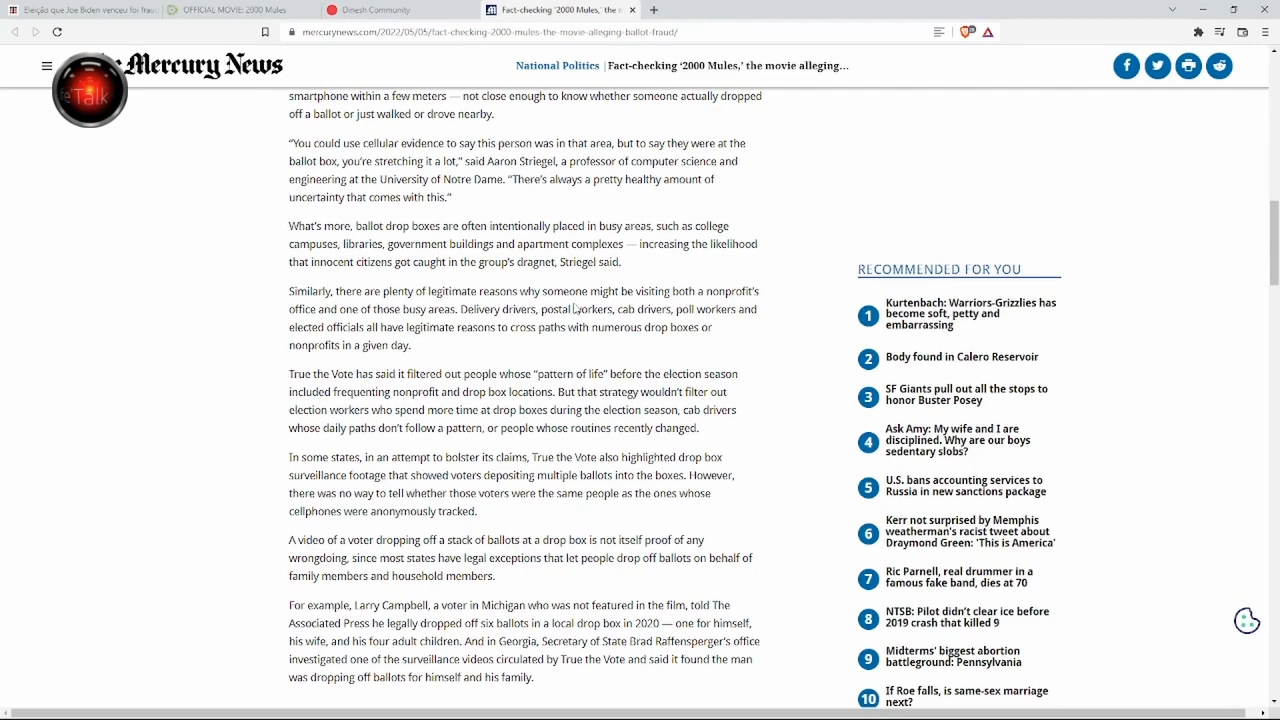 Eleição que Joe Biden venceu foi frau
OFFICIAL MOVIE: 2000 Mules
Dinesh Community
Fact-checking '2000 Mules,' the m
mercurynews.com/2022/05/05/fact-checking-2000-mules-the-movie-alleging-ballot-fraud/
Mercury News
National Politics | Fact-checking ‘2000 Mules,’ the movie alleging...
Talk
smartphone within a few meters — not close enough to know whether someone actually dropped
off a ballot or just walked or drove nearby.
“You could use cellular evidence to say this person was in that area, but to say they were at the
ballot box, you’re stretching it a lot,” said Aaron Striegel, a professor of computer science and
engineering at the University of Notre Dame. “There’s always a pretty healthy amount of
uncertainty that comes with this.”
What’s more, ballot drop boxes are often intentionally placed in busy areas, such as college
campuses, libraries, government buildings and apartment complexes — increasing the likelihood
that innocent citizens got caught in the group’s dragnet, Striegel said.
Similarly, there are plenty of legitimate reasons why someone might be visiting both a nonprofit’s
office and one of those busy areas. Delivery drivers, postal workers, cab drivers, poll workers and
elected officials all have legitimate reasons to cross paths with numerous drop boxes or
nonprofits in a given day.
True the Vote has said it filtered out people whose “pattern of life” before the election season
included frequenting nonprofit and drop box locations. But that strategy wouldn’t filter out
election workers who spend more time at drop boxes during the election season, cab drivers
whose daily paths don’t follow a pattern, or people whose routines recently changed.
In some states, in an attempt to bolster its claims, True the Vote also highlighted drop box
surveillance footage that showed voters depositing multiple ballots into the boxes. However,
there was no way to tell whether those voters were the same people as the ones whose
cellphones were anonymously tracked.
A video of a voter dropping off a stack of ballots at a drop box is not itself proof of any
wrongdoing, since most states have legal exceptions that let people drop off ballots on behalf of
family members and household members.
For example, Larry Campbell, a voter in Michigan who was not featured in the film, told The
Associated Press he legally dropped off six ballots in a local drop box in 2020 — one for himself,
his wife, and his four adult children. And in Georgia, Secretary of State Brad Raffensperger’s office
investigated one of the surveillance videos circulated by True the Vote and said it found the man
was dropping off ballots for himself and his family.
RECOMMENDED FOR YOU
1 Kurtenbach: Warriors-Grizzlies has
become soft, petty and
embarrassing
2 Body found in Calero Reservoir
3 SF Giants pull out all the stops to
honor Buster Posey
4 Ask Amy: My wife and I are
disciplined. Why are our boys
sedentary slobs?
5 U.S. bans accounting services to
Russia in new sanctions package
6 Kerr not surprised by Memphis
weatherman's racist tweet about
Draymond Green: 'This is America'
7 Ric Parnell, real drummer in a
famous fake band, dies at 70
8 NTSB: Pilot didn’t clear ice before
2019 crash that killed 9
9 Midterms’ biggest abortion
battleground: Pennsylvania
10 If Roe falls, is same-sex marriage
next?